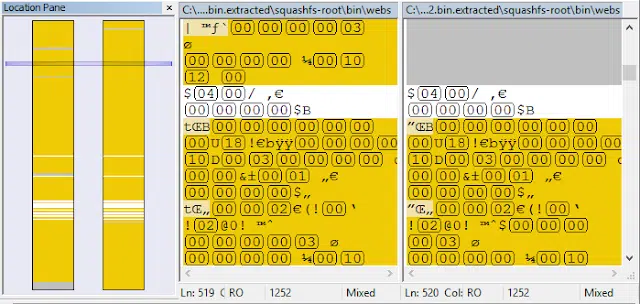 Location Pane
C:\....bin.extracted\squashfs-root\bin\webs
| ™ƒ` 00 00 00 00 03
ø
00 00 00 00 ¼ 00 10
12 00
$ 04 00 / ,€
00 00 00 00 $B
tŒB 00 00 00 00 00
00 U 18 !€bÿÿ 00 00 00 00
10 D 00 03 00 00 00 00
00 00 &± 00 01 „€
00 00 00 00 $„
tŒ„ 00 00 02 €(! 00 `
! 02 @0! ™ˆ
00 00 00 00 03 ø
00 00 00 00 ¼ 00 10
Ln: 519 C RO 1252 Mixed
C:\...2.bin.extracted\squashfs-root\bin\webs
$ 04 00 / ,€
00 00 00 00 $B
”ŒB 00 00 00 00 00
00 U 18 !€bÿÿ 00 00 00 00
10 D 00 03 00 00 00 00
00 00 &± 00 01 „€
00 00 00 00 $„
”Œ„ 00 00 02 €(! 00 `
! 02 @0! ™ˆ$ 00 00 00
00 03 ø
00 00 00 00 ¼ 00 10
Ln: 520 Col: RO 1252 Mixed